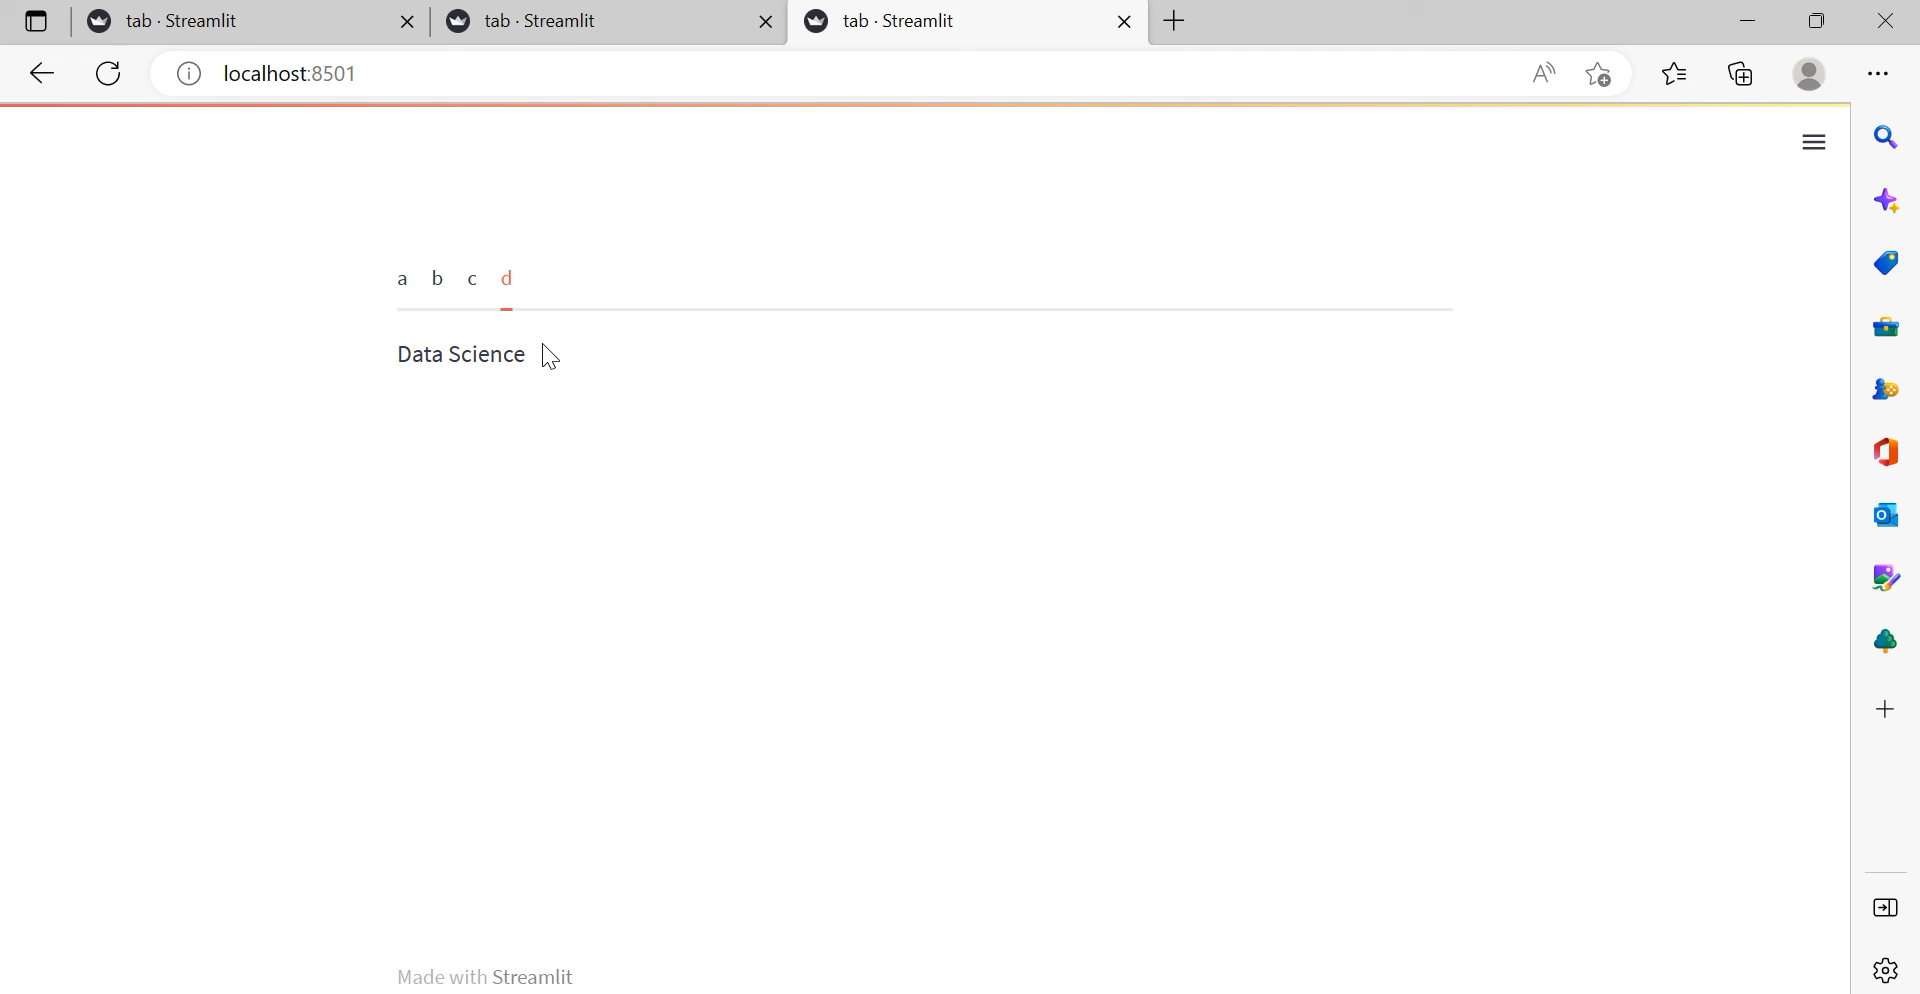 tab · Streamlit
tab · Streamlit
tab · Streamlit
localhost:8501
a b c d
Data Science
Made with Streamlit